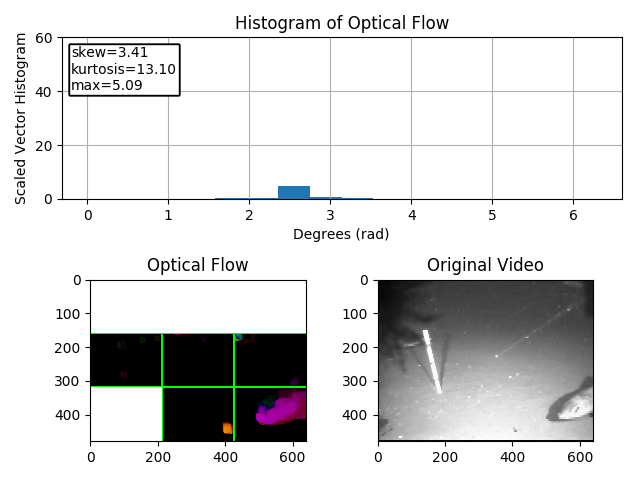 Histogram of Optical Flow
Scaled Vector Histogram
60
40
20
0
skew=3.41
kurtosis=13.10
max=5.09
0 1 2 3 4 5 6
Degrees (rad)
Optical Flow
0
100
200
300
400
0 200 400 600
Original Video
0
100
200
300
400
0 200 400 600